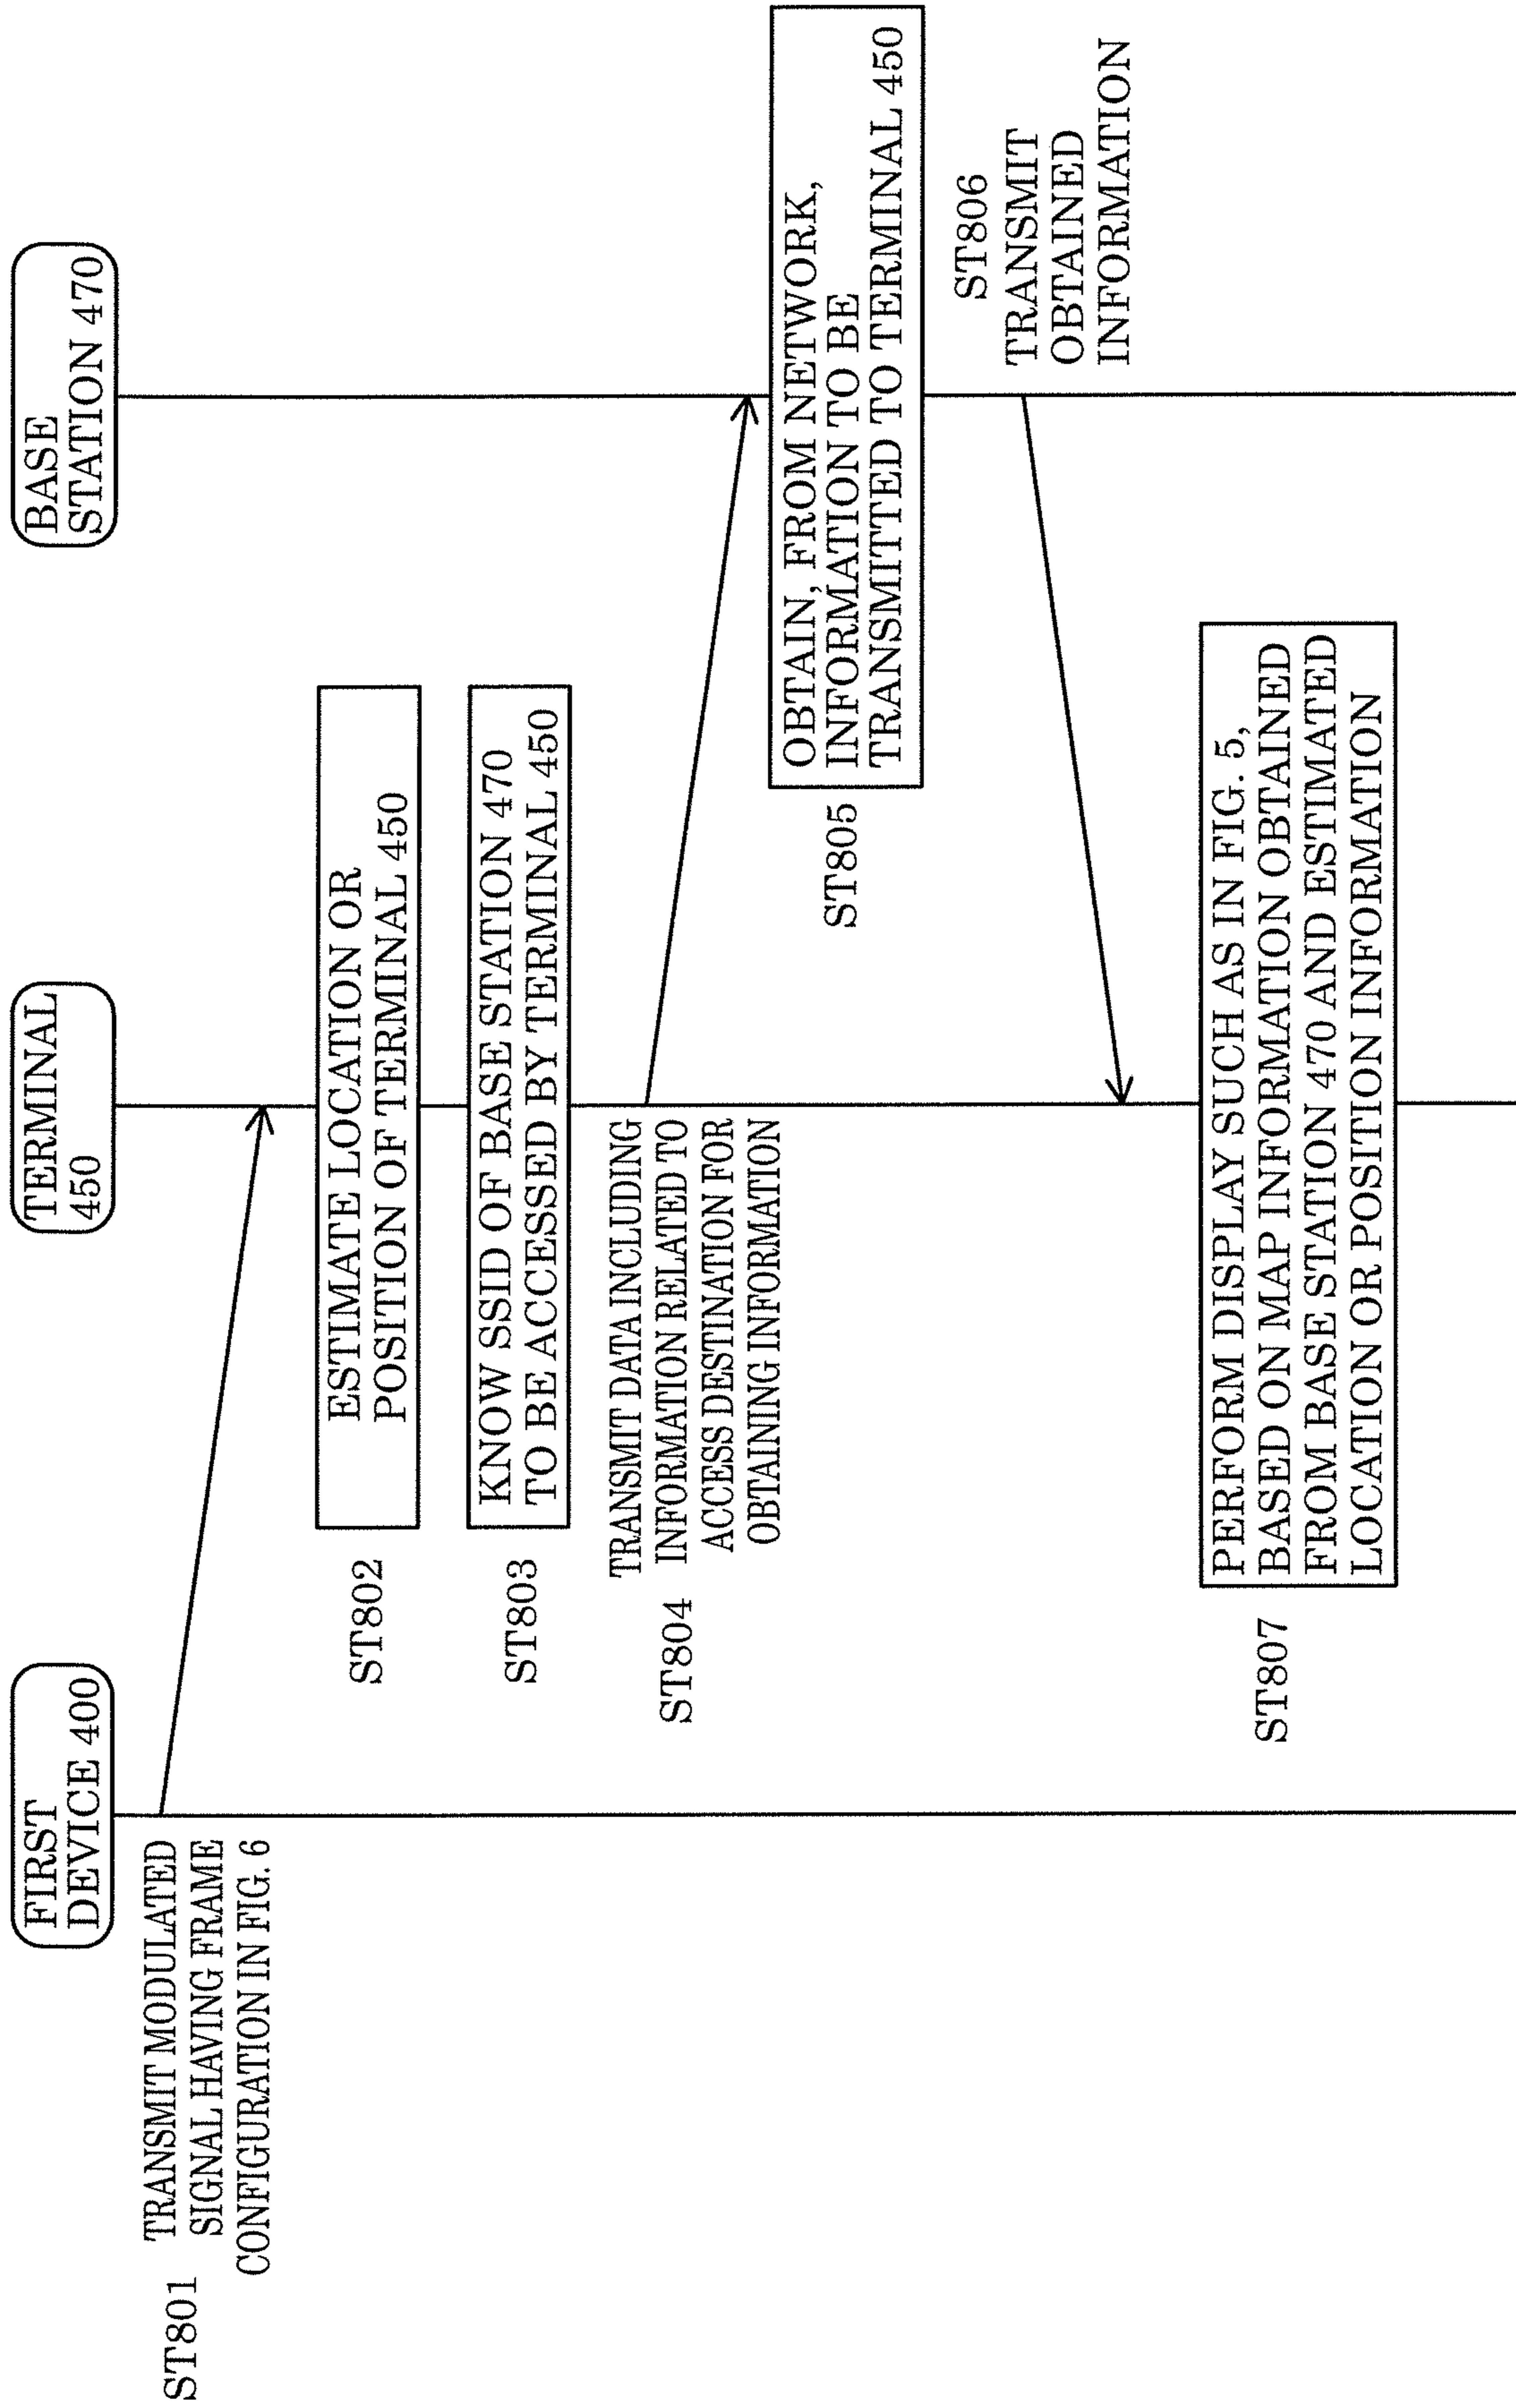 FIRST
DEVICE 400
TERMINAL
450
BASE
STATION 470
ST801
TRANSMIT MODULATED
SIGNAL HAVING FRAME
CONFIGURATION IN FIG. 6
ST802
ESTIMATE LOCATION OR
POSITION OF TERMINAL 450
ST803
KNOW SSID OF BASE STATION 470
TO BE ACCESSED BY TERMINAL 450
ST804
TRANSMIT DATA INCLUDING
INFORMATION RELATED TO
ACCESS DESTINATION FOR
OBTAINING INFORMATION
ST805
OBTAIN, FROM NETWORK,
INFORMATION TO BE
TRANSMITTED TO TERMINAL 450
ST806
TRANSMIT
OBTAINED
INFORMATION
ST807
PERFORM DISPLAY SUCH AS IN FIG. 5,
BASED ON MAP INFORMATION OBTAINED
FROM BASE STATION 470 AND ESTIMATED
LOCATION OR POSITION INFORMATION